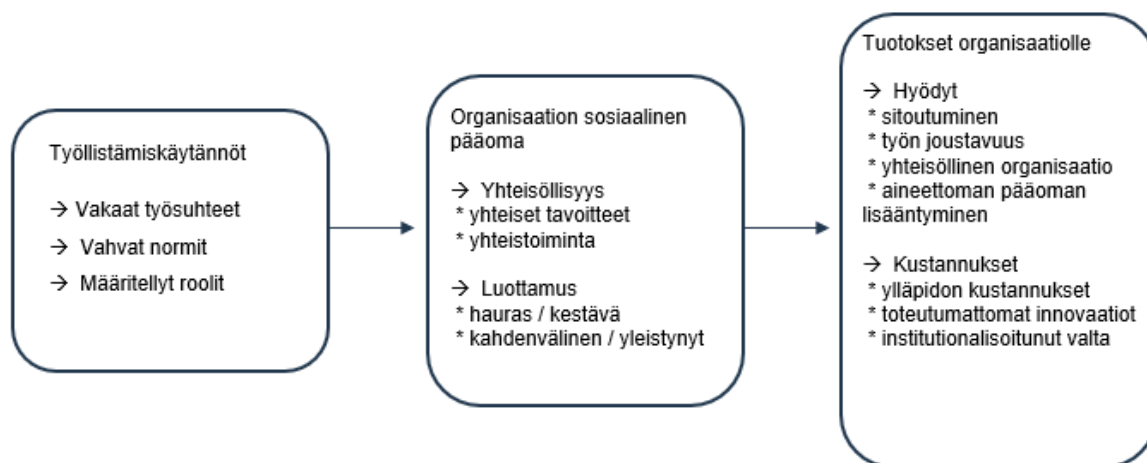 Työllistämiskäytännöt
→ Vakaat työsuhteet
→ Vahvat normit
→ Määritellyt roolit
Organisaation sosiaalinen
pääoma
→ Yhteisöllisyys
* yhteiset tavoitteet
* yhteistoiminta
→ Luottamus
* hauras / kestävä
* kahdenvälinen / yleistynyt
Tuotokset organisaatiolle
→ Hyödyt
* sitoutuminen
* työn joustavuus
* yhteisöllinen organisaatio
* aineettoman pääoman
lisääntyminen
→ Kustannukset
* ylläpidon kustannukset
* toteutumattomat innovaatiot
* institutionalisoitunut valta